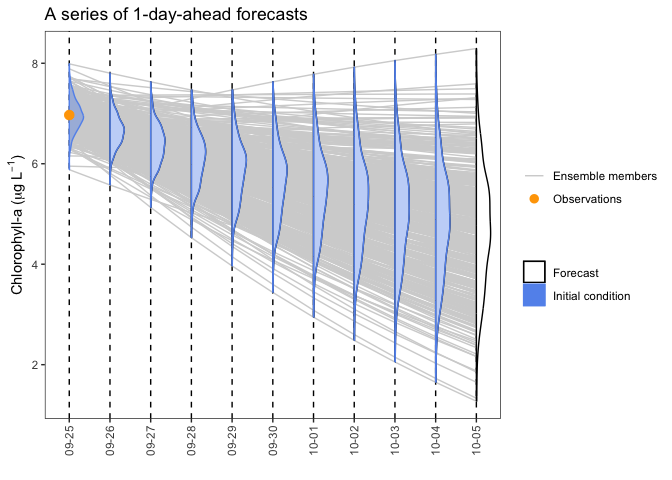 A series of 1-day-ahead forecasts
Chlorophyll-a (μg L⁻¹)
8
6
4
2
09-25
09-26
09-27
09-28
09-29
09-30
10-01
10-02
10-03
10-04
10-05
Ensemble members
Observations
Forecast
Initial condition